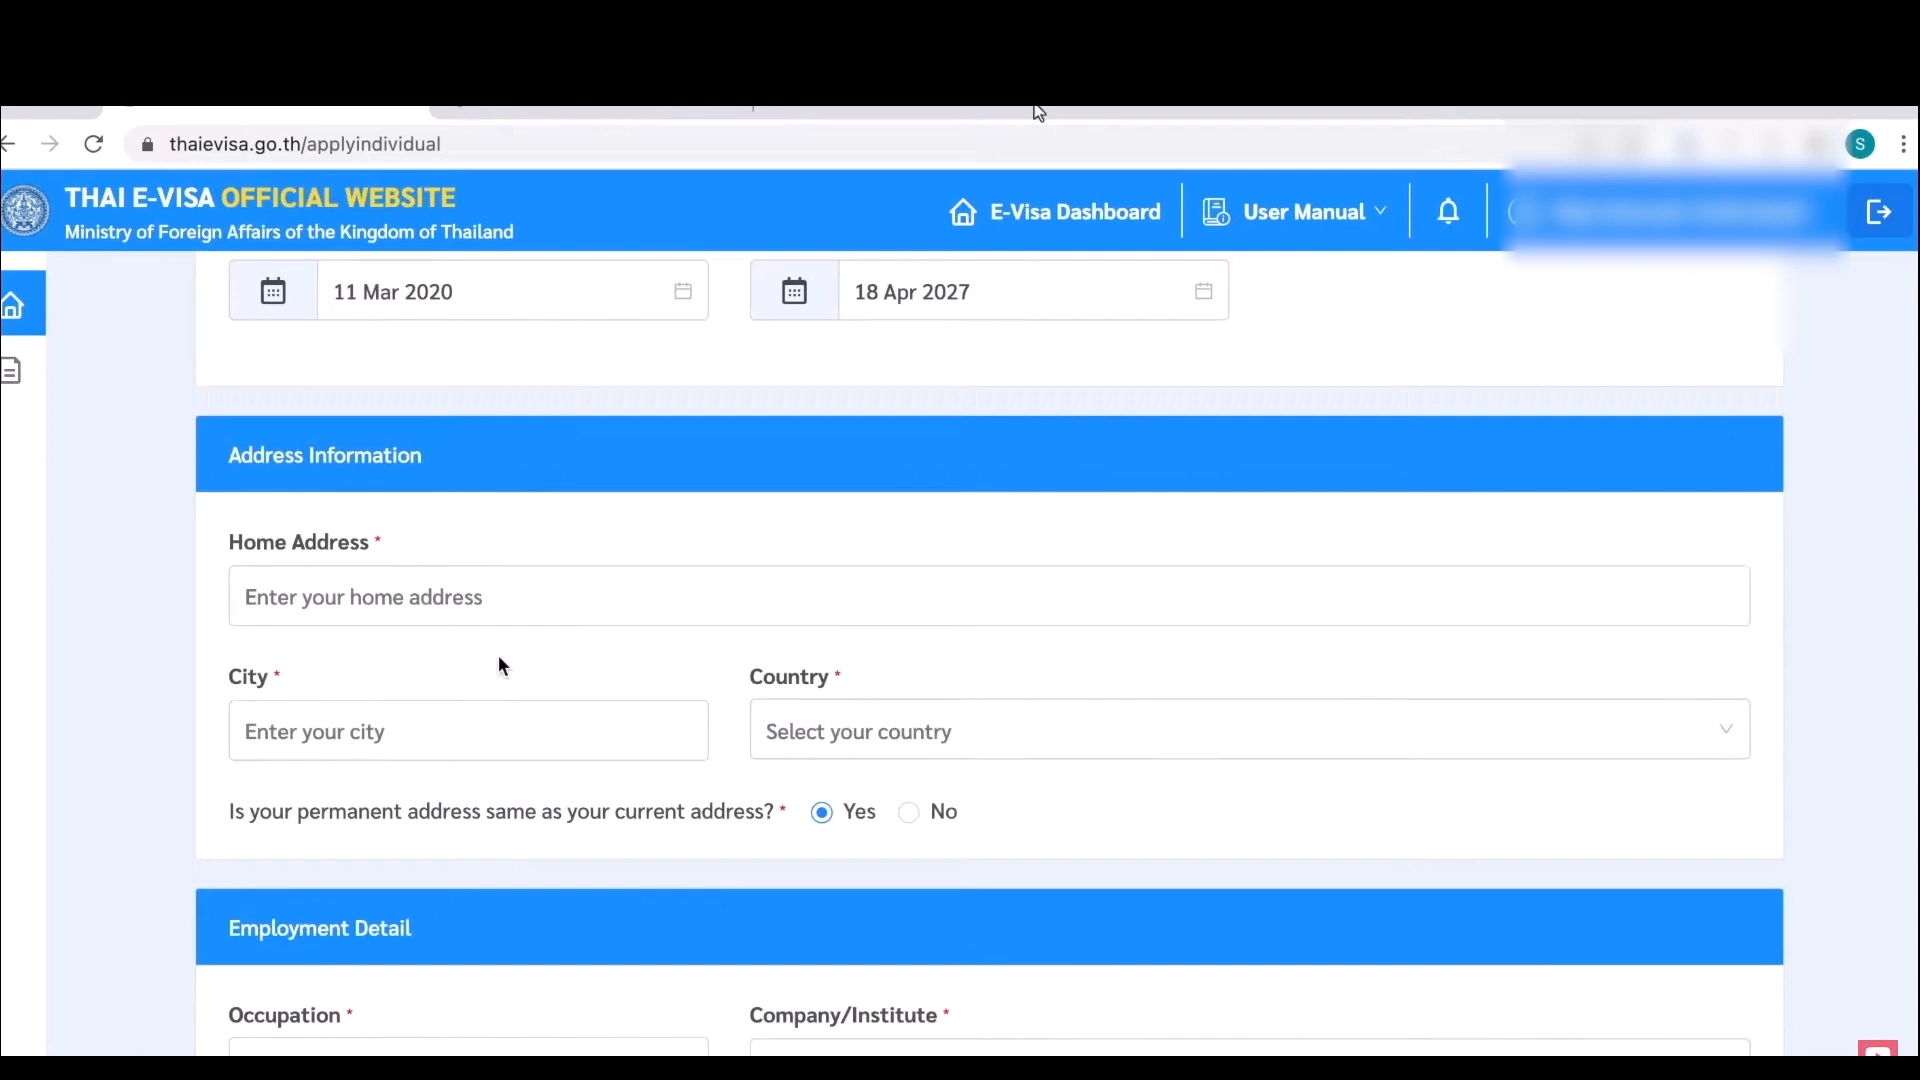 thaievisa.go.th/applyindividual
S
THAI E-VISA OFFICIAL WEBSITE
Ministry of Foreign Affairs of the Kingdom of Thailand
E-Visa Dashboard
User Manual
11 Mar 2020
18 Apr 2027
Address Information
Home Address *
Enter your home address
City *
Country *
Enter your city
Select your country
Is your permanent address same as your current address? * Yes No
Employment Detail
Occupation *
Company/Institute *